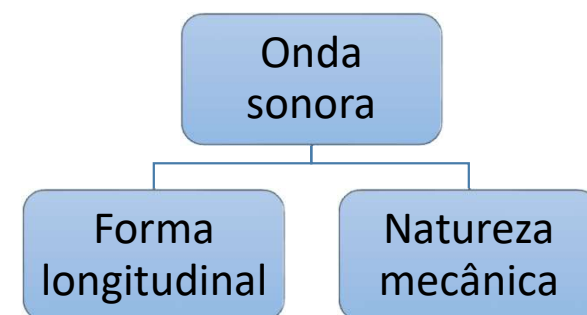 Onda
sonora
Forma
longitudinal
Natureza
mecânica